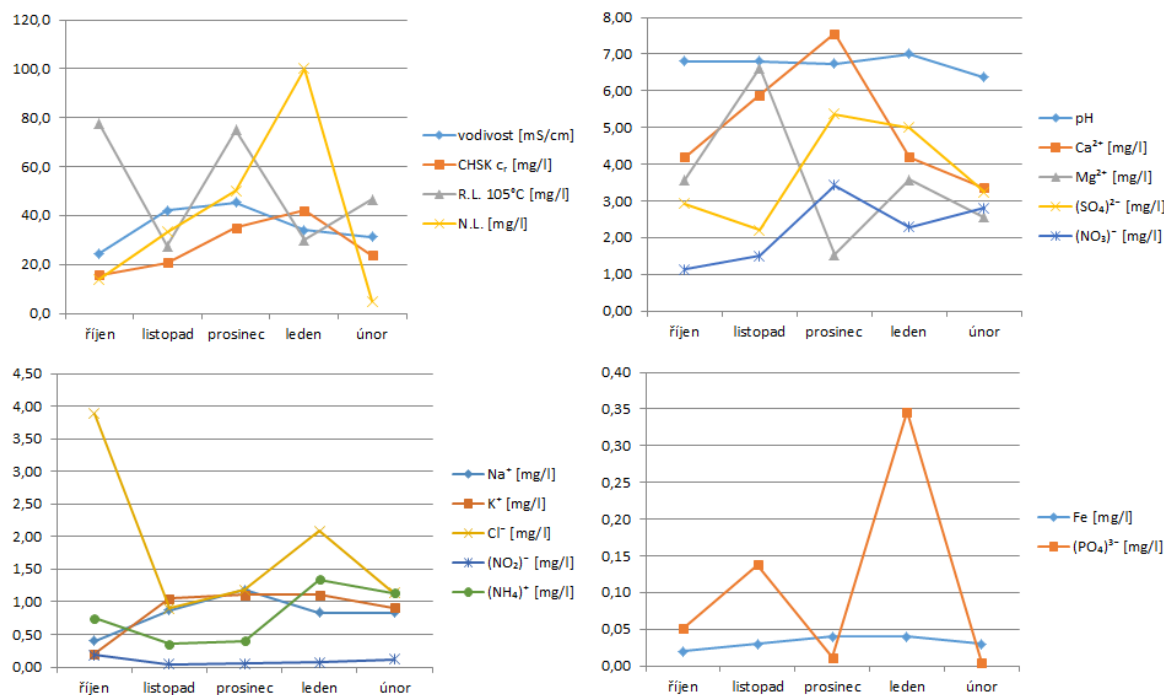 120,0
100,0
80,0
60,0
40,0
20,0
0,0
říjen listopad prosinec leden únor
vodivost [mS/cm]
CHSK cᵣ [mg/l]
R.L. 105°C [mg/l]
N.L. [mg/l]
8,00
7,00
6,00
5,00
4,00
3,00
2,00
1,00
0,00
říjen listopad prosinec leden únor
pH
Ca²⁺ [mg/l]
Mg²⁺ [mg/l]
(SO₄)²⁻ [mg/l]
(NO₃)⁻ [mg/l]
4,50
4,00
3,50
3,00
2,50
2,00
1,50
1,00
0,50
0,00
říjen listopad prosinec leden únor
Na⁺ [mg/l]
K⁺ [mg/l]
Cl⁻ [mg/l]
(NO₂)⁻ [mg/l]
(NH₄)⁺ [mg/l]
0,40
0,35
0,30
0,25
0,20
0,15
0,10
0,05
0,00
říjen listopad prosinec leden únor
Fe [mg/l]
(PO₄)³⁻ [mg/l]